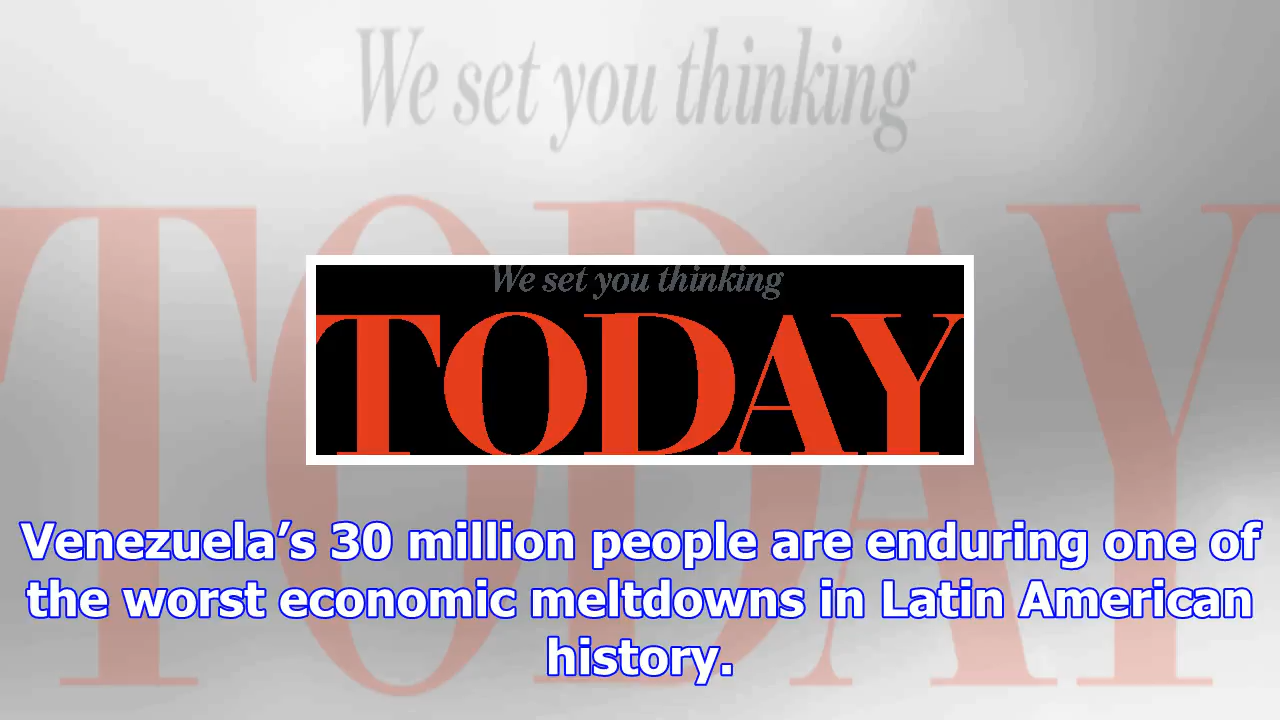 We set you thinking
TODAY
We set you thinking
TODAY
Venezuela’s 30 million people are enduring one of
the worst economic meltdowns in Latin American
history.